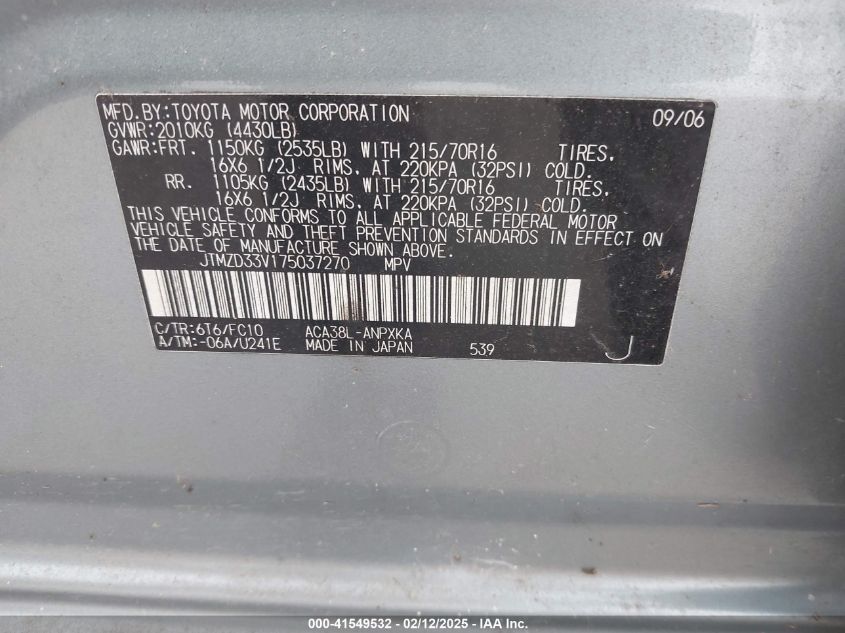 MFD.BY:TOYOTA MOTOR CORPORATION 09/06
GVWR:2010KG (4430LB)
GAWR:FRT. 1150KG (2535LB) WITH 215/70R16 TIRES,
16X6 1/2J RIMS, AT 220KPA (32PSI) COLD.
RR. 1105KG (2435LB) WITH 215/70R16 TIRES,
16X6 1/2J RIMS, AT 220KPA (32PSI) COLD.
THIS VEHICLE CONFORMS TO ALL APPLICABLE FEDERAL MOTOR
VEHICLE SAFETY AND THEFT PREVENTION STANDARDS IN EFFECT ON
THE DATE OF MANUFACTURE SHOWN ABOVE.
JTMZD33V175037270 MPV
C/TR:6T6/FC10 ACA38L-ANPXKA
A/TM:-06A/U241E MADE IN JAPAN 539 J
000-41549532 - 02/12/2025 - IAA Inc.